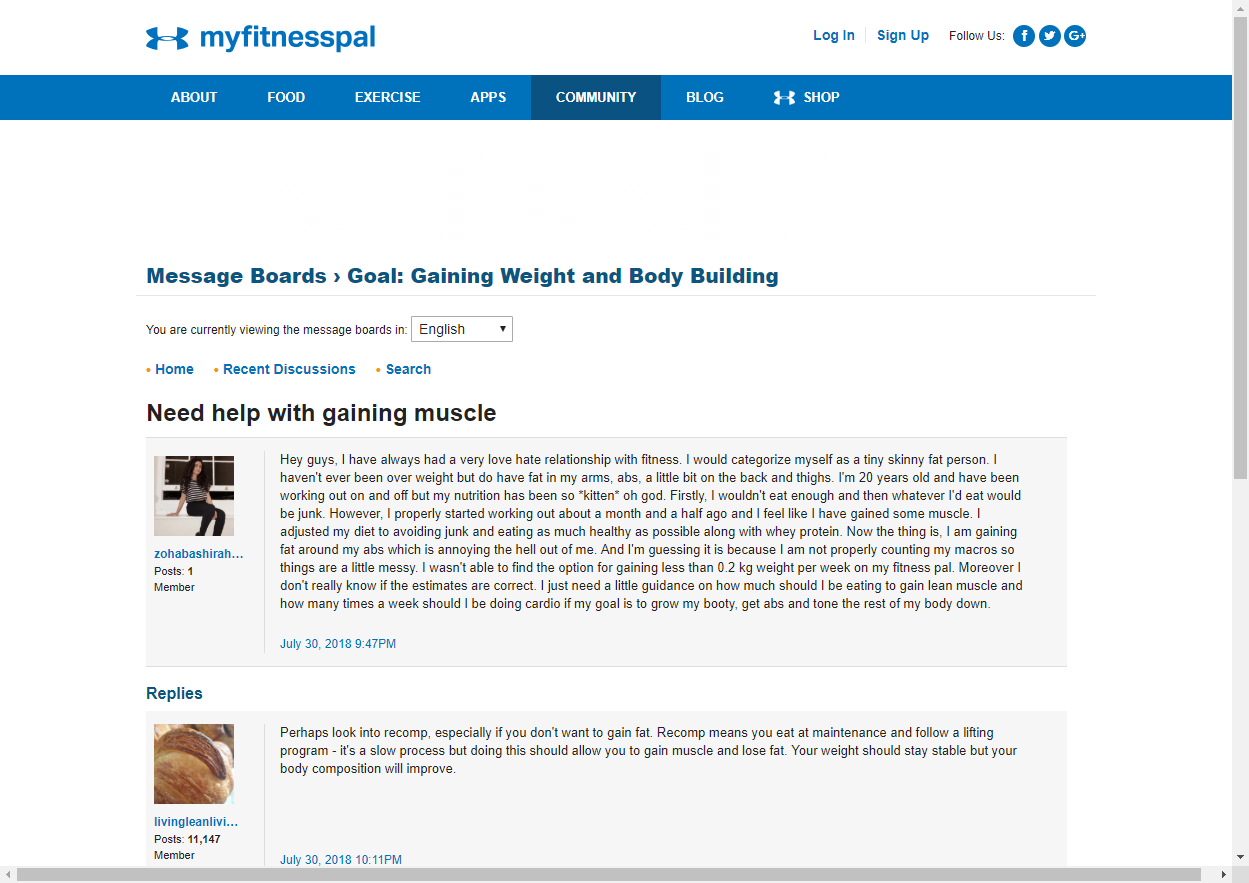 myfitnesspal
Log In
Sign Up
Follow Us:
f
G+
ABOUT
FOOD
EXERCISE
APPS
COMMUNITY
BLOG
SHOP
Message Boards › Goal: Gaining Weight and Body Building
You are currently viewing the message boards in: English
Home
Recent Discussions
Search
Need help with gaining muscle
Hey guys, I have always had a very love hate relationship with fitness. I would categorize myself as a tiny skinny fat person. I
haven't ever been over weight but do have fat in my arms, abs, a little bit on the back and thighs. I'm 20 years old and have been
working out on and off but my nutrition has been so *kitten* oh god. Firstly, I wouldn't eat enough and then whatever I'd eat would
be junk. However, I properly started working out about a month and a half ago and I feel like I have gained some muscle. I
adjusted my diet to avoiding junk and eating as much healthy as possible along with whey protein. Now the thing is, I am gaining
fat around my abs which is annoying the hell out of me. And I'm guessing it is because I am not properly counting my macros so
things are a little messy. I wasn't able to find the option for gaining less than 0.2 kg weight per week on my fitness pal. Moreover I
don't really know if the estimates are correct. I just need a little guidance on how much should I be eating to gain lean muscle and
how many times a week should I be doing cardio if my goal is to grow my booty, get abs and tone the rest of my body down.
zohabashirah…
Posts: 1
Member
July 30, 2018 9:47PM
Replies
Perhaps look into recomp, especially if you don't want to gain fat. Recomp means you eat at maintenance and follow a lifting
program - it's a slow process but doing this should allow you to gain muscle and lose fat. Your weight should stay stable but your
body composition will improve.
livingleanlivi…
Posts: 11,147
Member
July 30, 2018 10:11PM